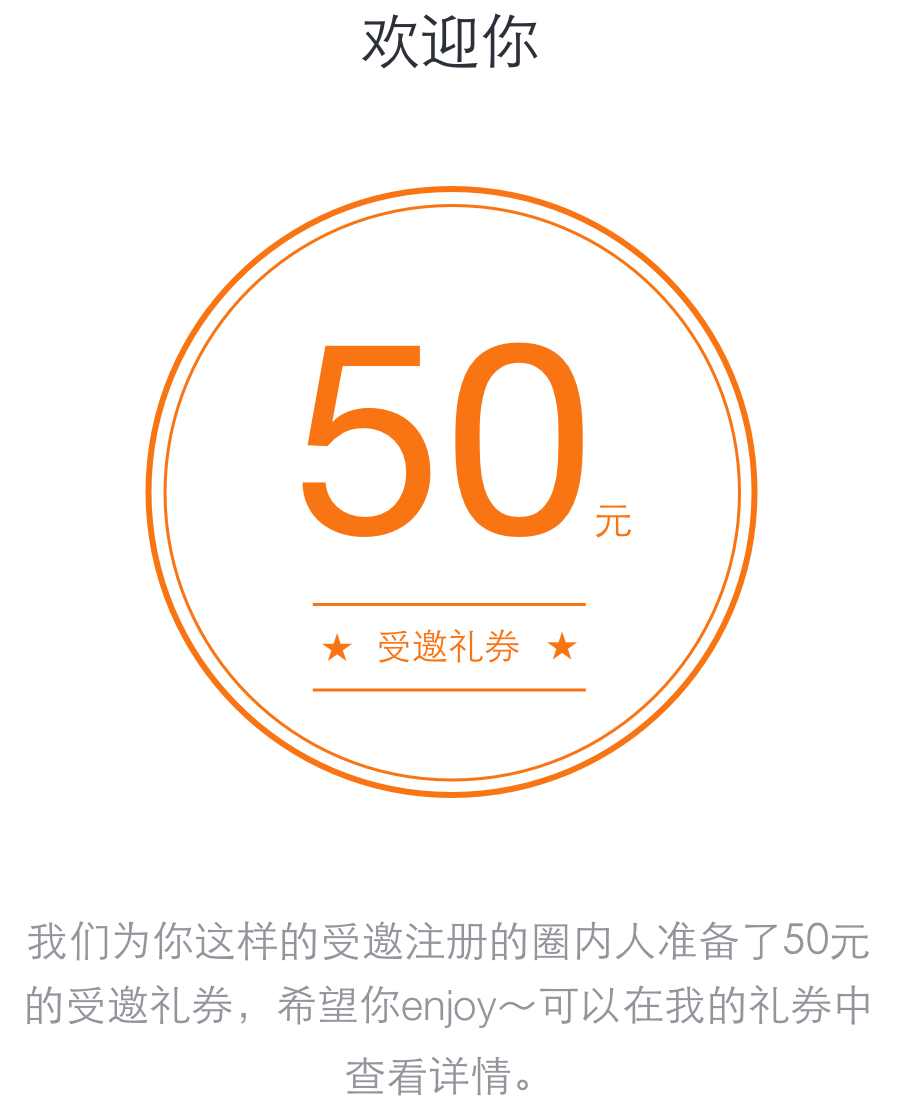 欢迎你
50元
★ 受邀礼券 ★
我们为你这样的受邀注册的圈内人准备了50元
的受邀礼券，希望你enjoy～可以在我的礼券中
查看详情。